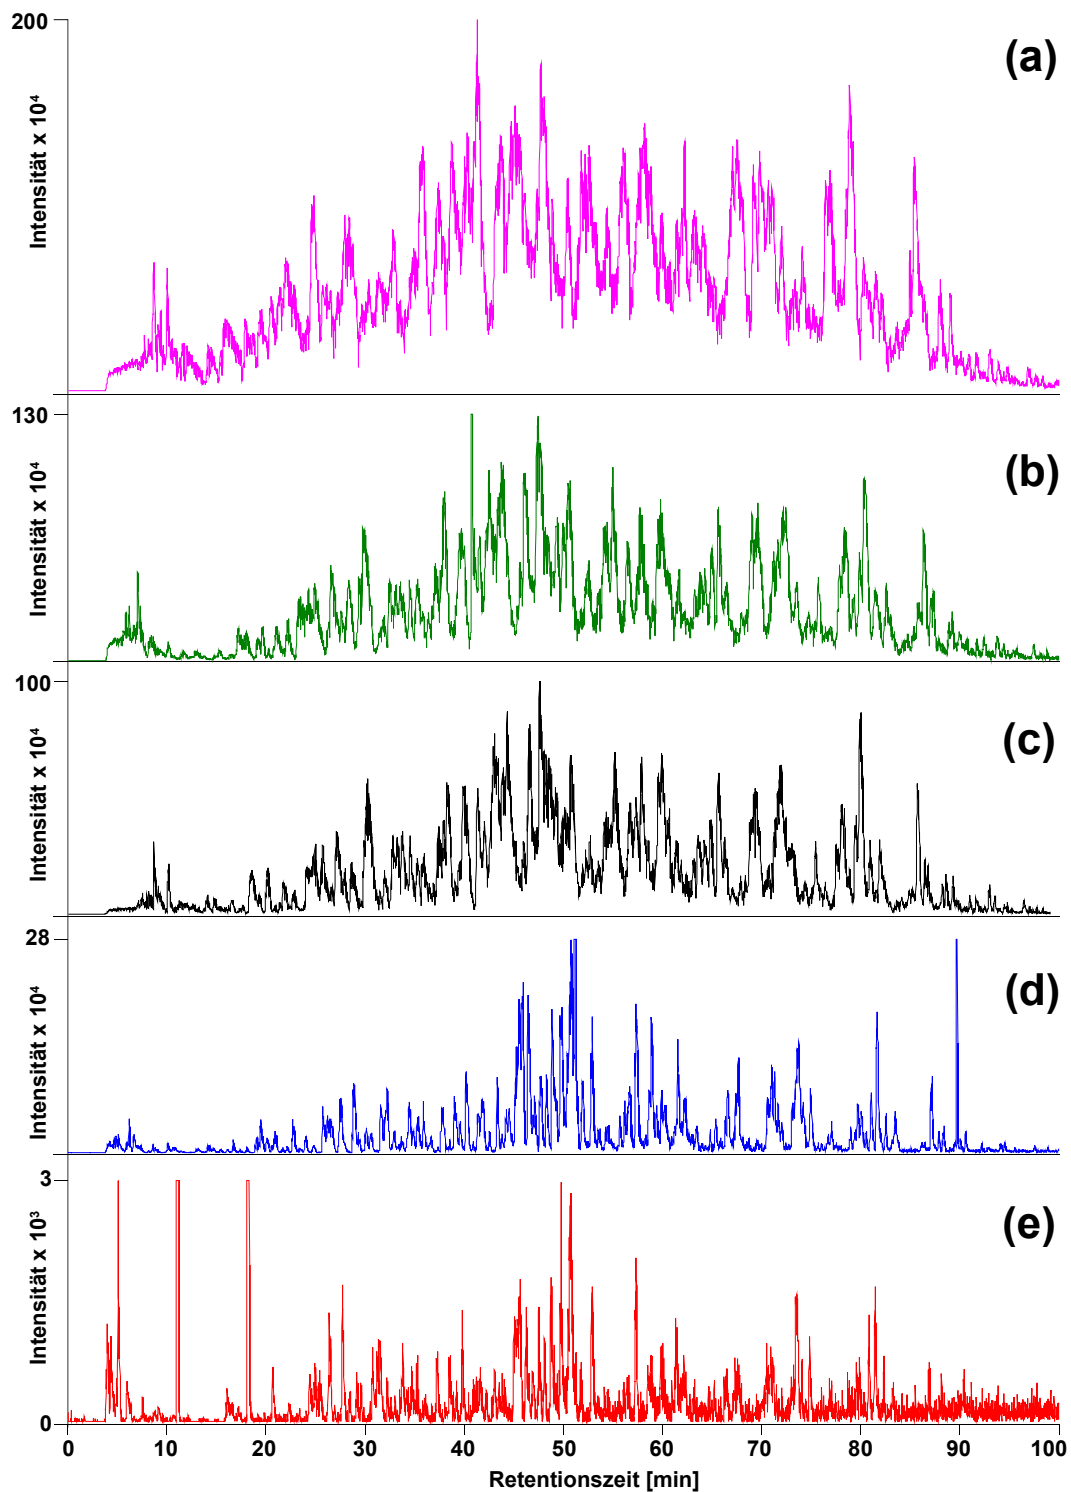 200
Intensität x 10⁴
(a)
130
Intensität x 10⁴
(b)
100
Intensität x 10⁴
(c)
28
Intensität x 10⁴
(d)
3
Intensität x 10³
(e)
0
0 10 20 30 40 50 60 70 80 90 100
Retentionszeit [min]